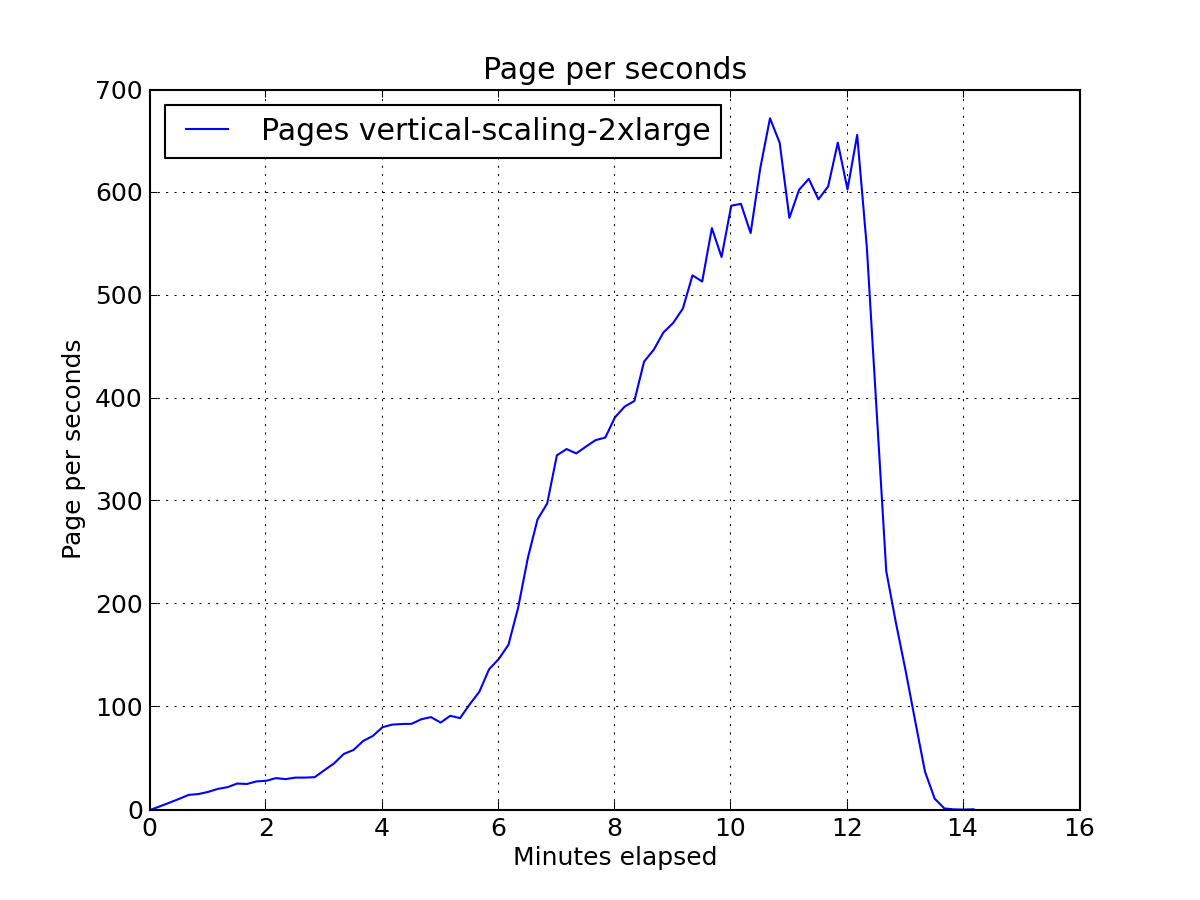 Page per seconds
Pages vertical-scaling-2xlarge
Page per seconds
700
600
500
400
300
200
100
0
0 2 4 6 8 10 12 14 16
Minutes elapsed